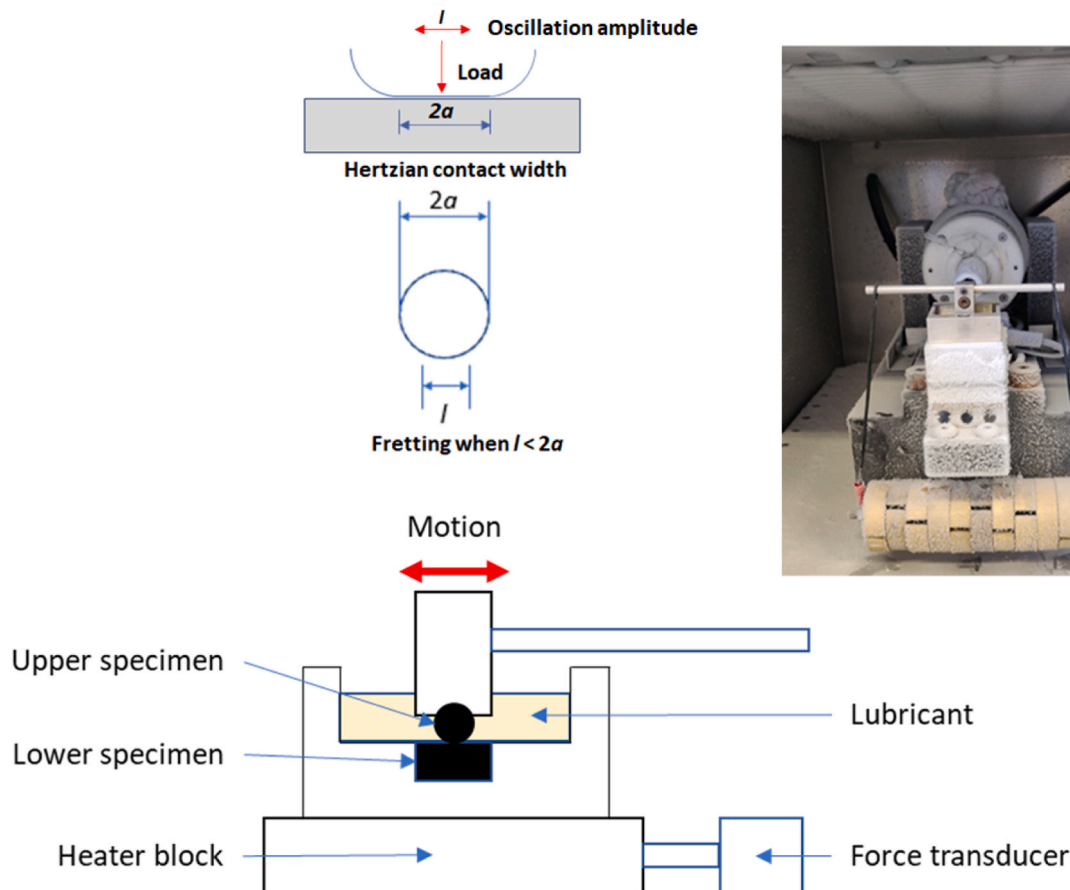 l
Oscillation amplitude
Load
2a
Hertzian contact width
2a
l
Fretting when l < 2a
Motion
Upper specimen
Lubricant
Lower specimen
Heater block
Force transducer